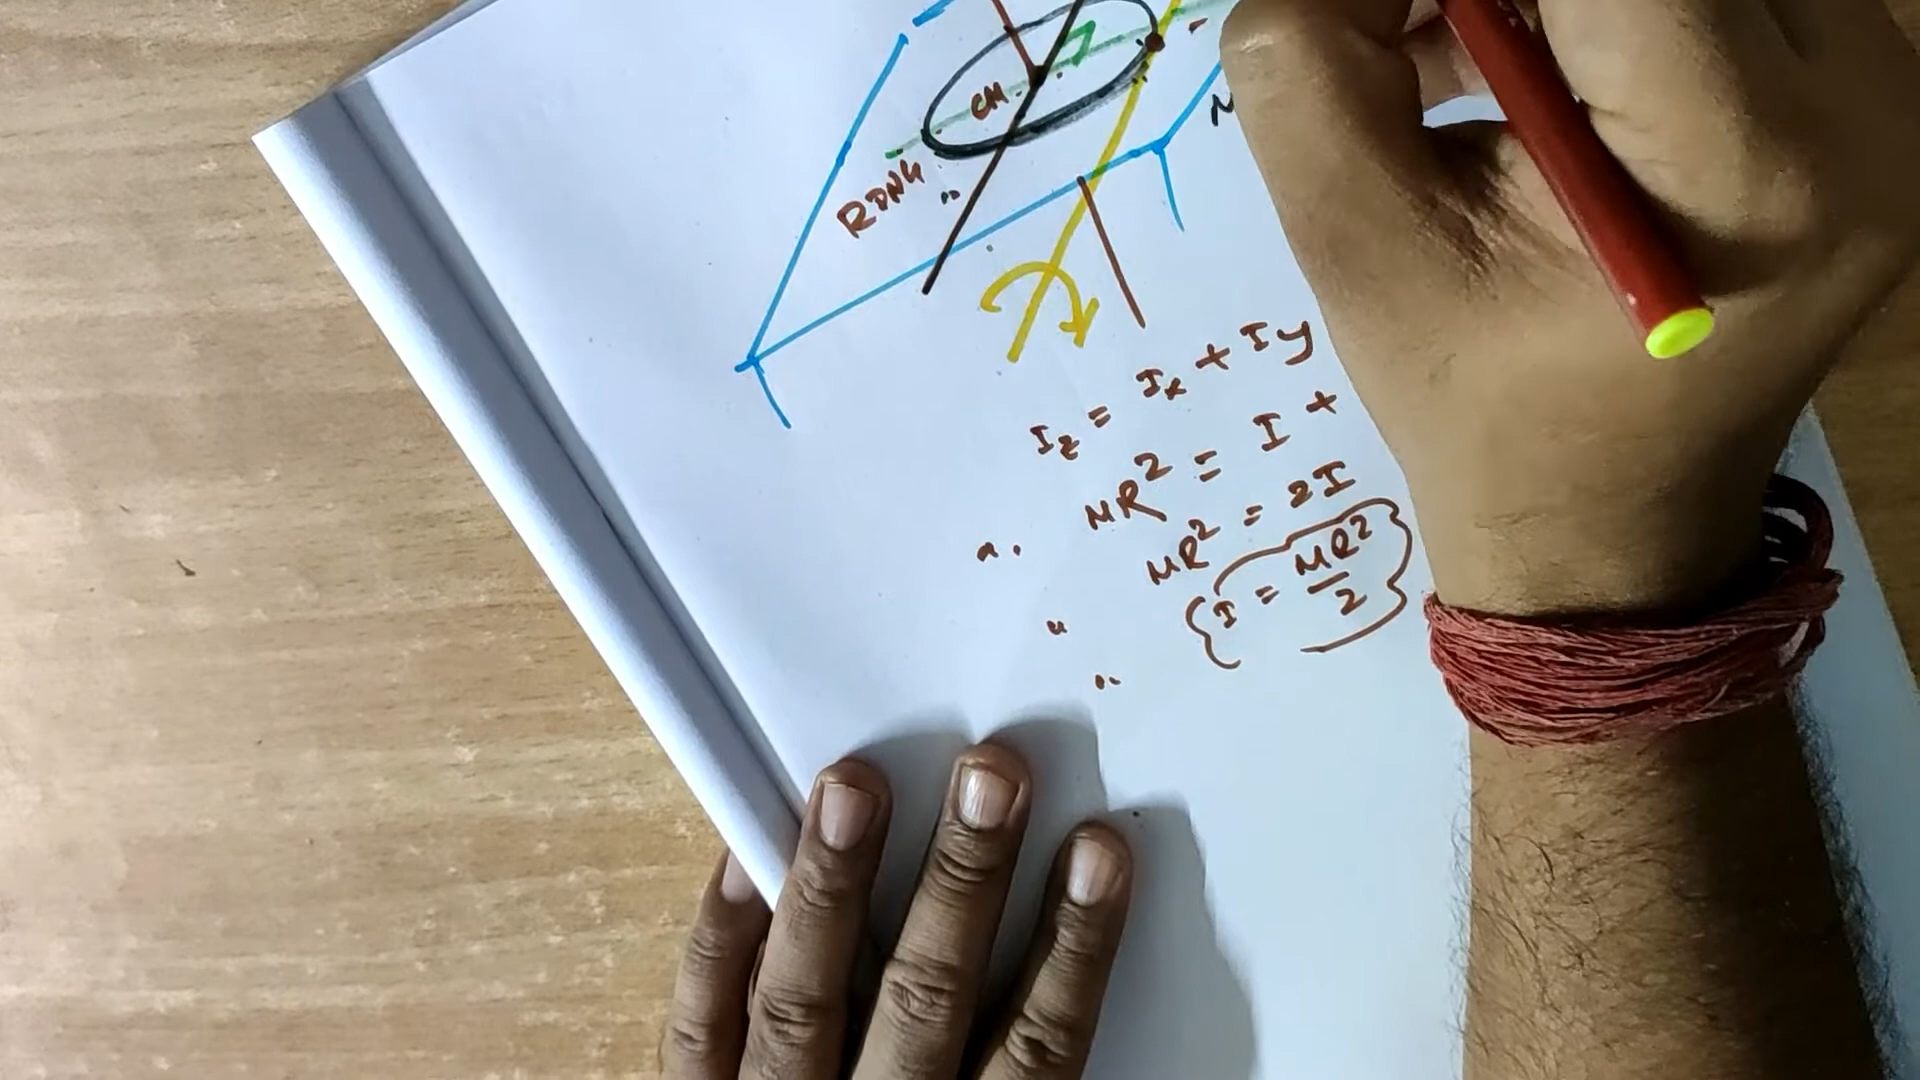 CM
RING
Iz = Ix + Iy
MR² = I +
MR² = 2I
I = MR²/2